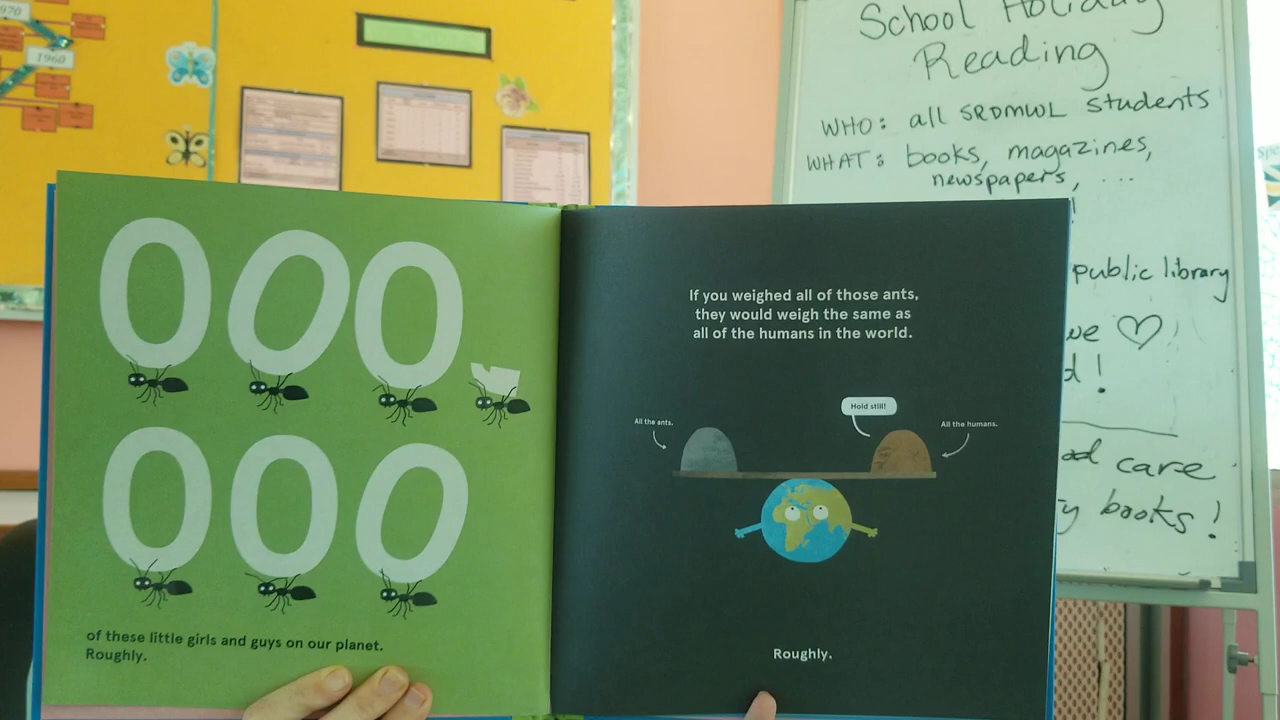 1970
1960
School Holiday
Reading
WHO: all SRDMWL students
WHAT: books, magazines,
newspapers, ...
public library
care
books!
000
000
of these little girls and guys on our planet.
Roughly.
If you weighed all of those ants,
they would weigh the same as
all of the humans in the world.
All the ants.
Hold still!
All the humans.
Roughly.